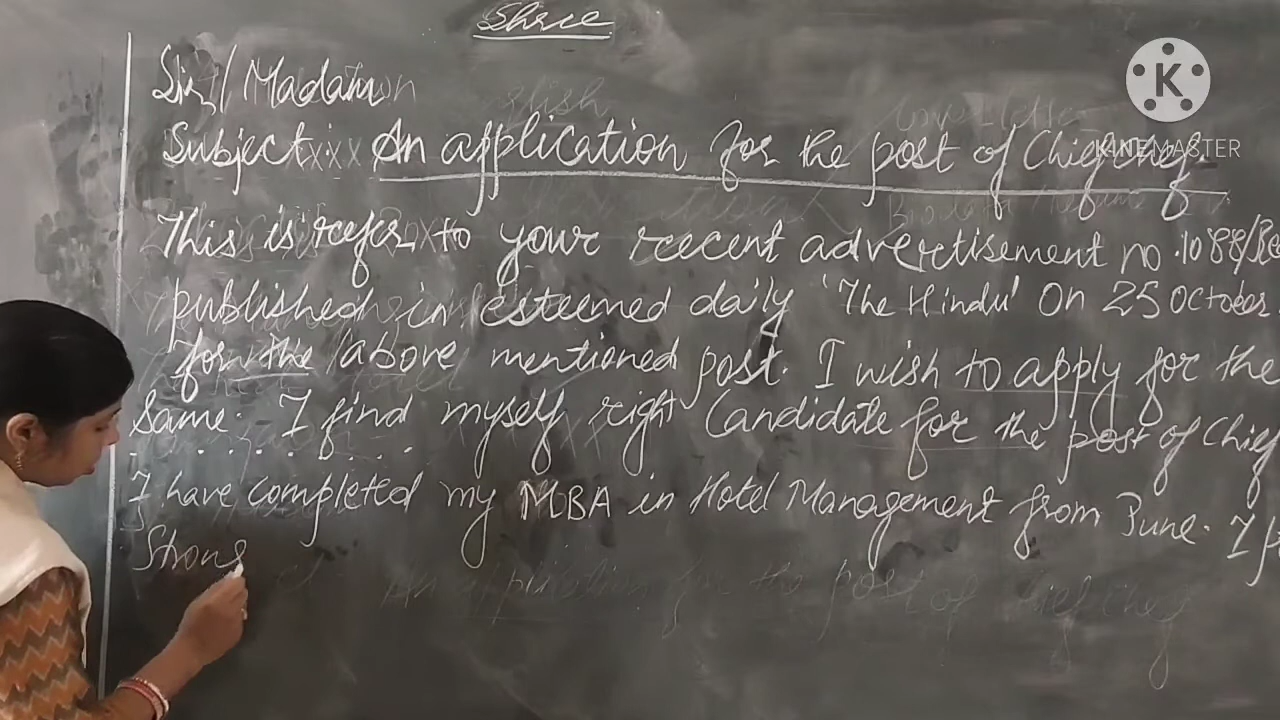 Shree
Sir/ Madam
Subject: An application for the post of Chief chef.
This is refer to your recent advertisement no. 1088/Re
published in esteemed daily 'The Hindu' On 25 October
for the above mentioned post. I wish to apply for the
Same. I find myself right Candidate for the post of Chief
I have completed my MBA in Hotel Management from Pune. I
Strong
K
KINEMASTER